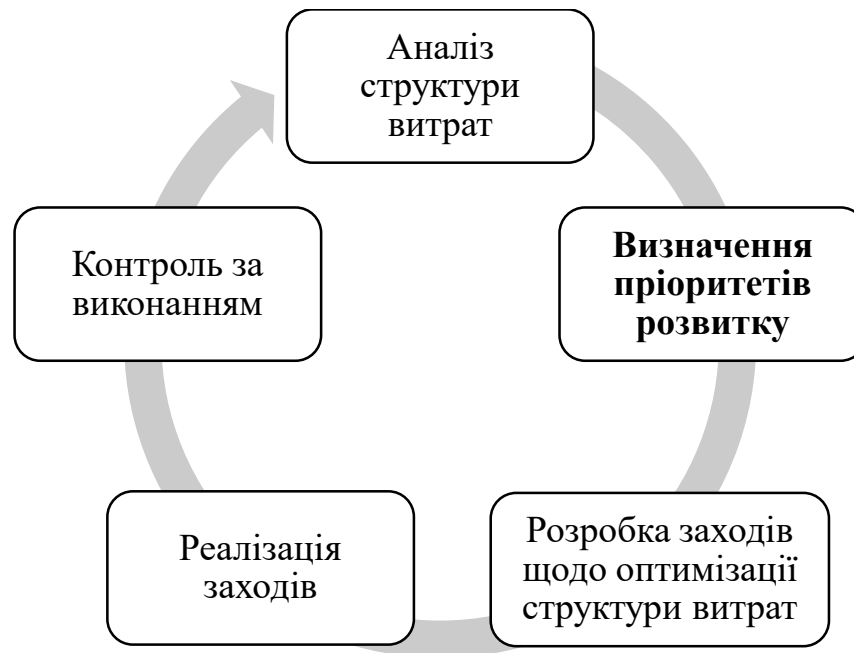 Аналіз
структури
витрат
Визначення
пріоритетів
розвитку
Розробка заходів
щодо оптимізації
структури витрат
Реалізація
заходів
Контроль за
виконанням